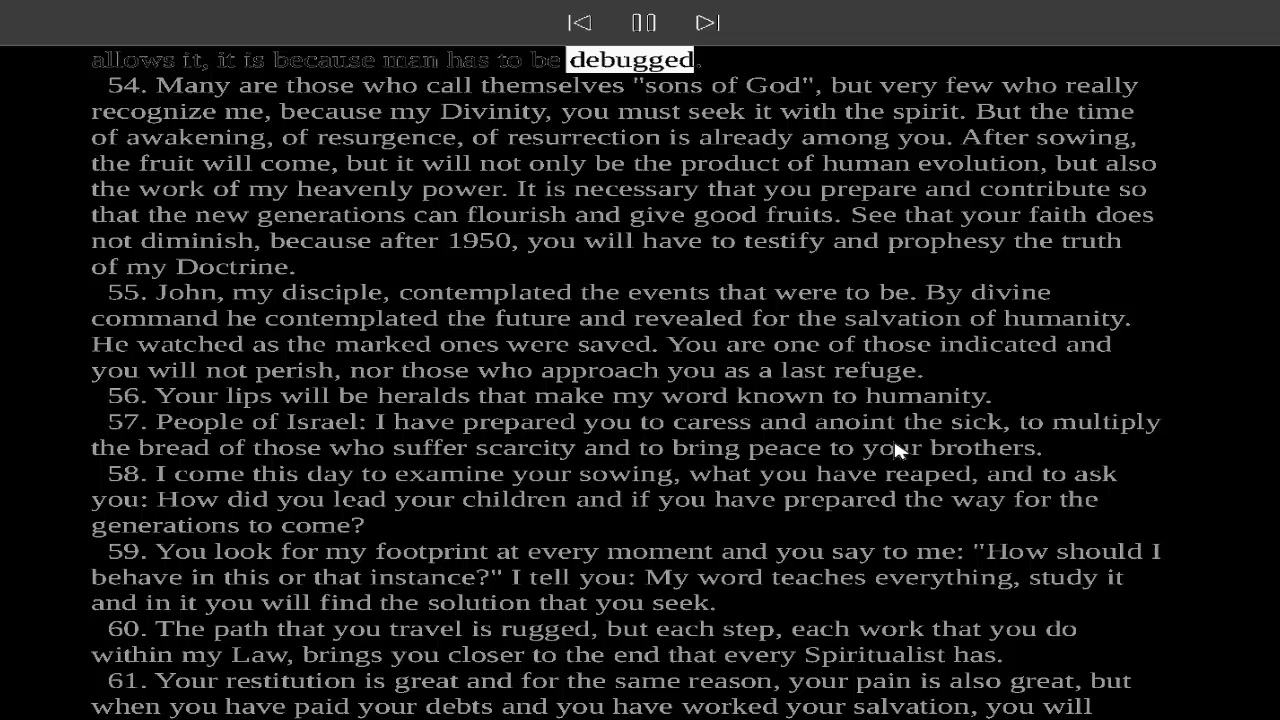 allows it, it is because man has to be debugged.
54. Many are those who call themselves "sons of God", but very few who really
recognize me, because my Divinity, you must seek it with the spirit. But the time
of awakening, of resurgence, of resurrection is already among you. After sowing,
the fruit will come, but it will not only be the product of human evolution, but also
the work of my heavenly power. It is necessary that you prepare and contribute so
that the new generations can flourish and give good fruits. See that your faith does
not diminish, because after 1950, you will have to testify and prophesy the truth
of my Doctrine.
55. John, my disciple, contemplated the events that were to be. By divine
command he contemplated the future and revealed for the salvation of humanity.
He watched as the marked ones were saved. You are one of those indicated and
you will not perish, nor those who approach you as a last refuge.
56. Your lips will be heralds that make my word known to humanity.
57. People of Israel: I have prepared you to caress and anoint the sick, to multiply
the bread of those who suffer scarcity and to bring peace to your brothers.
58. I come this day to examine your sowing, what you have reaped, and to ask
you: How did you lead your children and if you have prepared the way for the
generations to come?
59. You look for my footprint at every moment and you say to me: "How should I
behave in this or that instance?" I tell you: My word teaches everything, study it
and in it you will find the solution that you seek.
60. The path that you travel is rugged, but each step, each work that you do
within my Law, brings you closer to the end that every Spiritualist has.
61. Your restitution is great and for the same reason, your pain is also great, but
when you have paid your debts and you have worked your salvation, you will